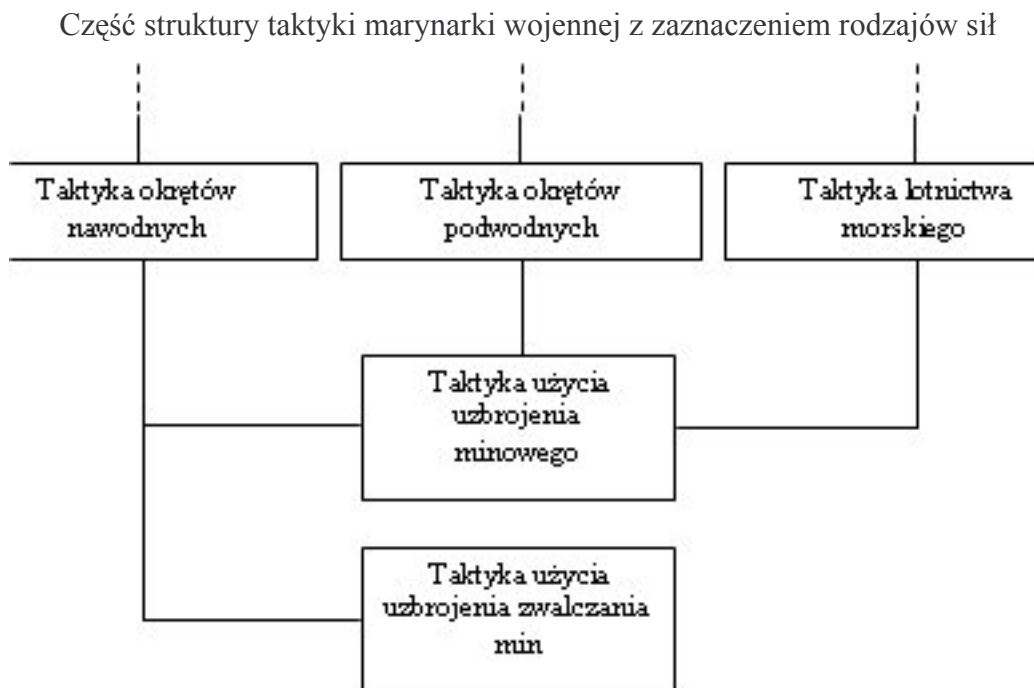 Część struktury taktyki marynarki wojennej z zaznaczeniem rodzajów sił
Taktyka okrętów
nawodnych
Taktyka okrętów
podwodnych
Taktyka lotnictwa
morskiego
Taktyka użycia
uzbrojenia
minowego
Taktyka użycia
uzbrojenia zwalczania
min